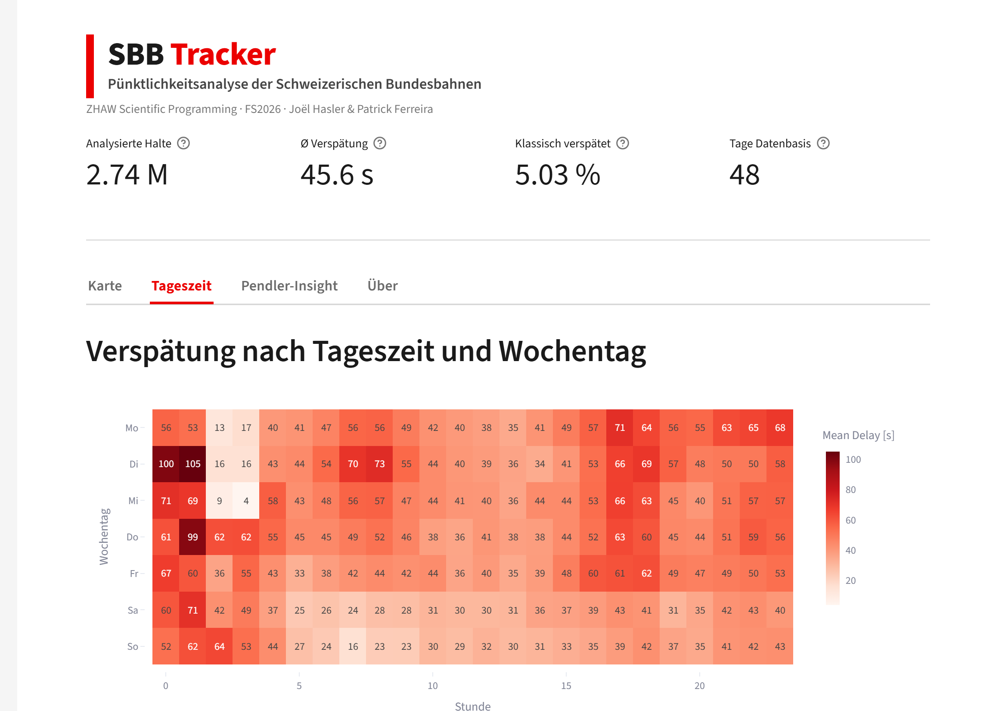 SBB Tracker
Pünktlichkeitsanalyse der Schweizerischen Bundesbahnen
ZHAW Scientific Programming · FS2026 · Joël Hasler & Patrick Ferreira
Analysierte Halte
Ø Verspätung
Klassisch verspätet
Tage Datenbasis
2.74 M
45.6 s
5.03 %
48
Karte Tageszeit Pendler-Insight Über
Verspätung nach Tageszeit und Wochentag
Wochentag
Mo 56 53 13 17 40 41 47 56 56 49 42 40 38 35 41 49 57 71 64 56 55 63 65 68
Di 100 105 16 16 43 44 54 70 73 55 44 40 39 36 34 41 53 66 69 57 48 50 50 58
Mi 71 69 9 4 58 43 48 56 57 47 44 41 40 36 44 44 53 66 63 45 40 51 57 57
Do 61 99 62 62 55 45 45 49 52 46 38 36 41 38 38 44 52 63 60 45 44 51 59 56
Fr 67 60 36 55 43 33 38 42 44 42 44 36 40 35 39 48 60 61 62 49 47 49 50 53
Sa 60 71 42 49 37 25 26 24 28 28 31 30 30 31 36 37 39 43 41 31 35 42 43 40
So 52 62 64 53 44 27 24 16 23 23 30 29 32 30 31 33 35 39 42 37 35 41 42 43
0 5 10 15 20
Stunde
Mean Delay [s]
100
80
60
40
20